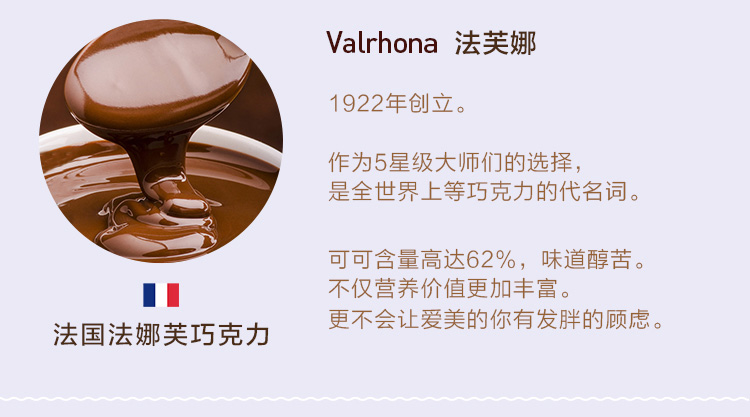 Valrhona 法芙娜
1922年创立。
作为5星级大师们的选择，
是全世界上等巧克力的代名词。
可可含量高达62%，味道醇苦。
不仅营养价值更加丰富。
更不会让爱美的你有发胖的顾虑。
法国法娜芙巧克力